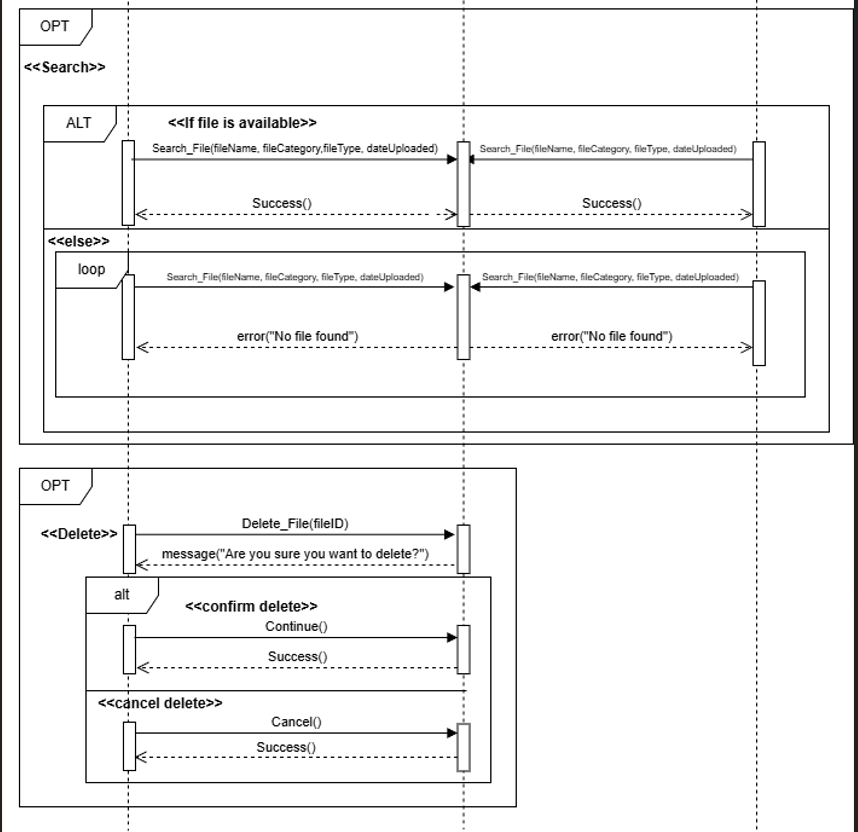 OPT
<<Search>>
ALT
<<If file is available>>
Search_File(fileName, fileCategory,fileType, dateUploaded)
Search_File(fileName, fileCategory, fileType, dateUploaded)
Success()
Success()
<<else>>
loop
Search_File(fileName, fileCategory, fileType, dateUploaded)
Search_File(fileName, fileCategory, fileType, dateUploaded)
error("No file found")
error("No file found")
OPT
<<Delete>>
Delete_File(fileID)
message("Are you sure you want to delete?")
alt
<<confirm delete>>
Continue()
Success()
<<cancel delete>>
Cancel()
Success()